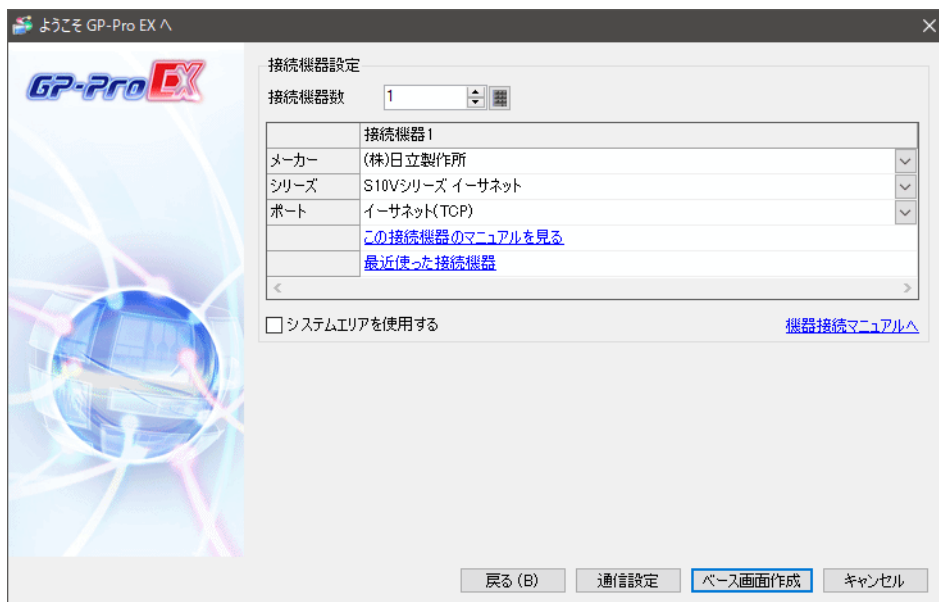 ようこそ GP-Pro EX へ
GP-Pro EX
接続機器設定
接続機器数 1
接続機器1
メーカー (株)日立製作所
シリーズ S10Vシリーズ イーサネット
ポート イーサネット(TCP)
この接続機器のマニュアルを見る
最近使った接続機器
システムエリアを使用する 機器接続マニュアルへ
戻る (B) 通信設定 ベース画面作成 キャンセル